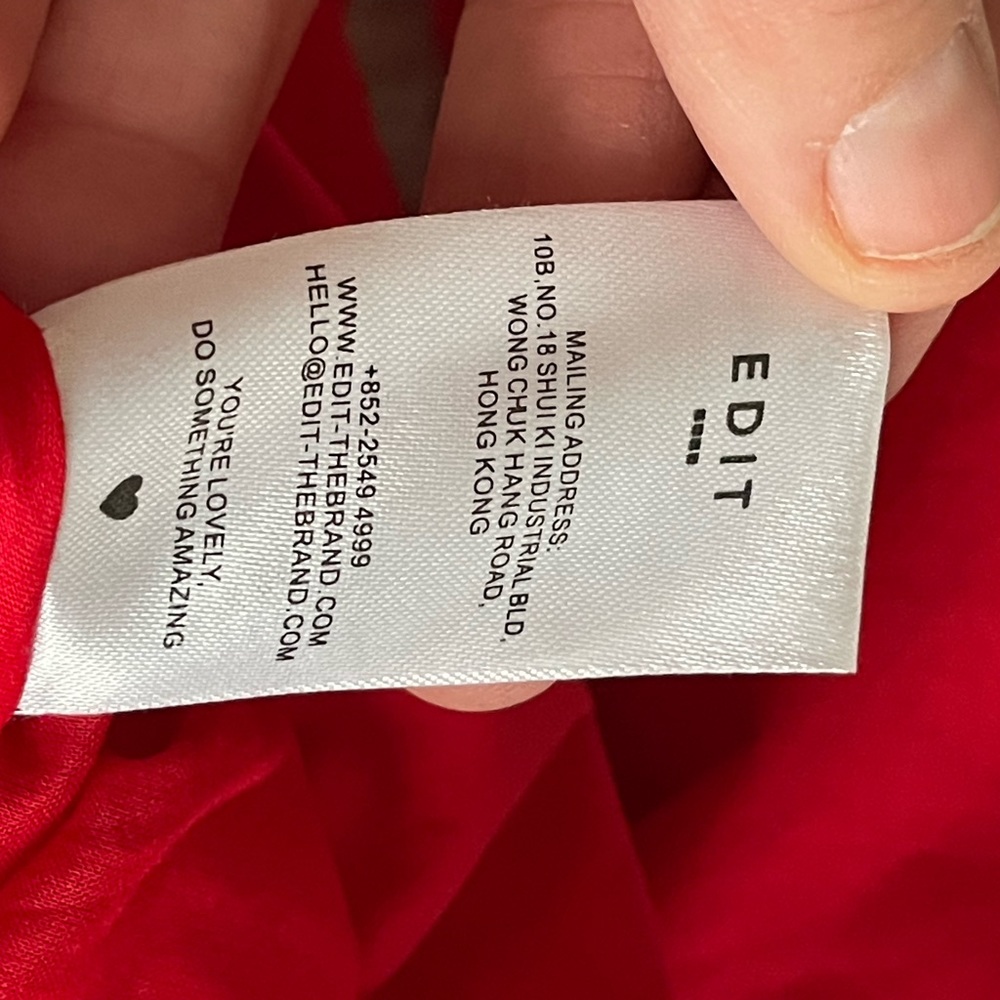 EDIT
MAILING ADDRESS:
10B,NO.18 SHUI KI INDUSTRIAL BLD,
WONG CHUK HANG ROAD,
HONG KONG
+852-2549 4999
WWW.EDIT-THEBRAND.COM
HELLO@EDIT-THEBRAND.COM
YOU'RE LOVELY,
DO SOMETHING AMAZING